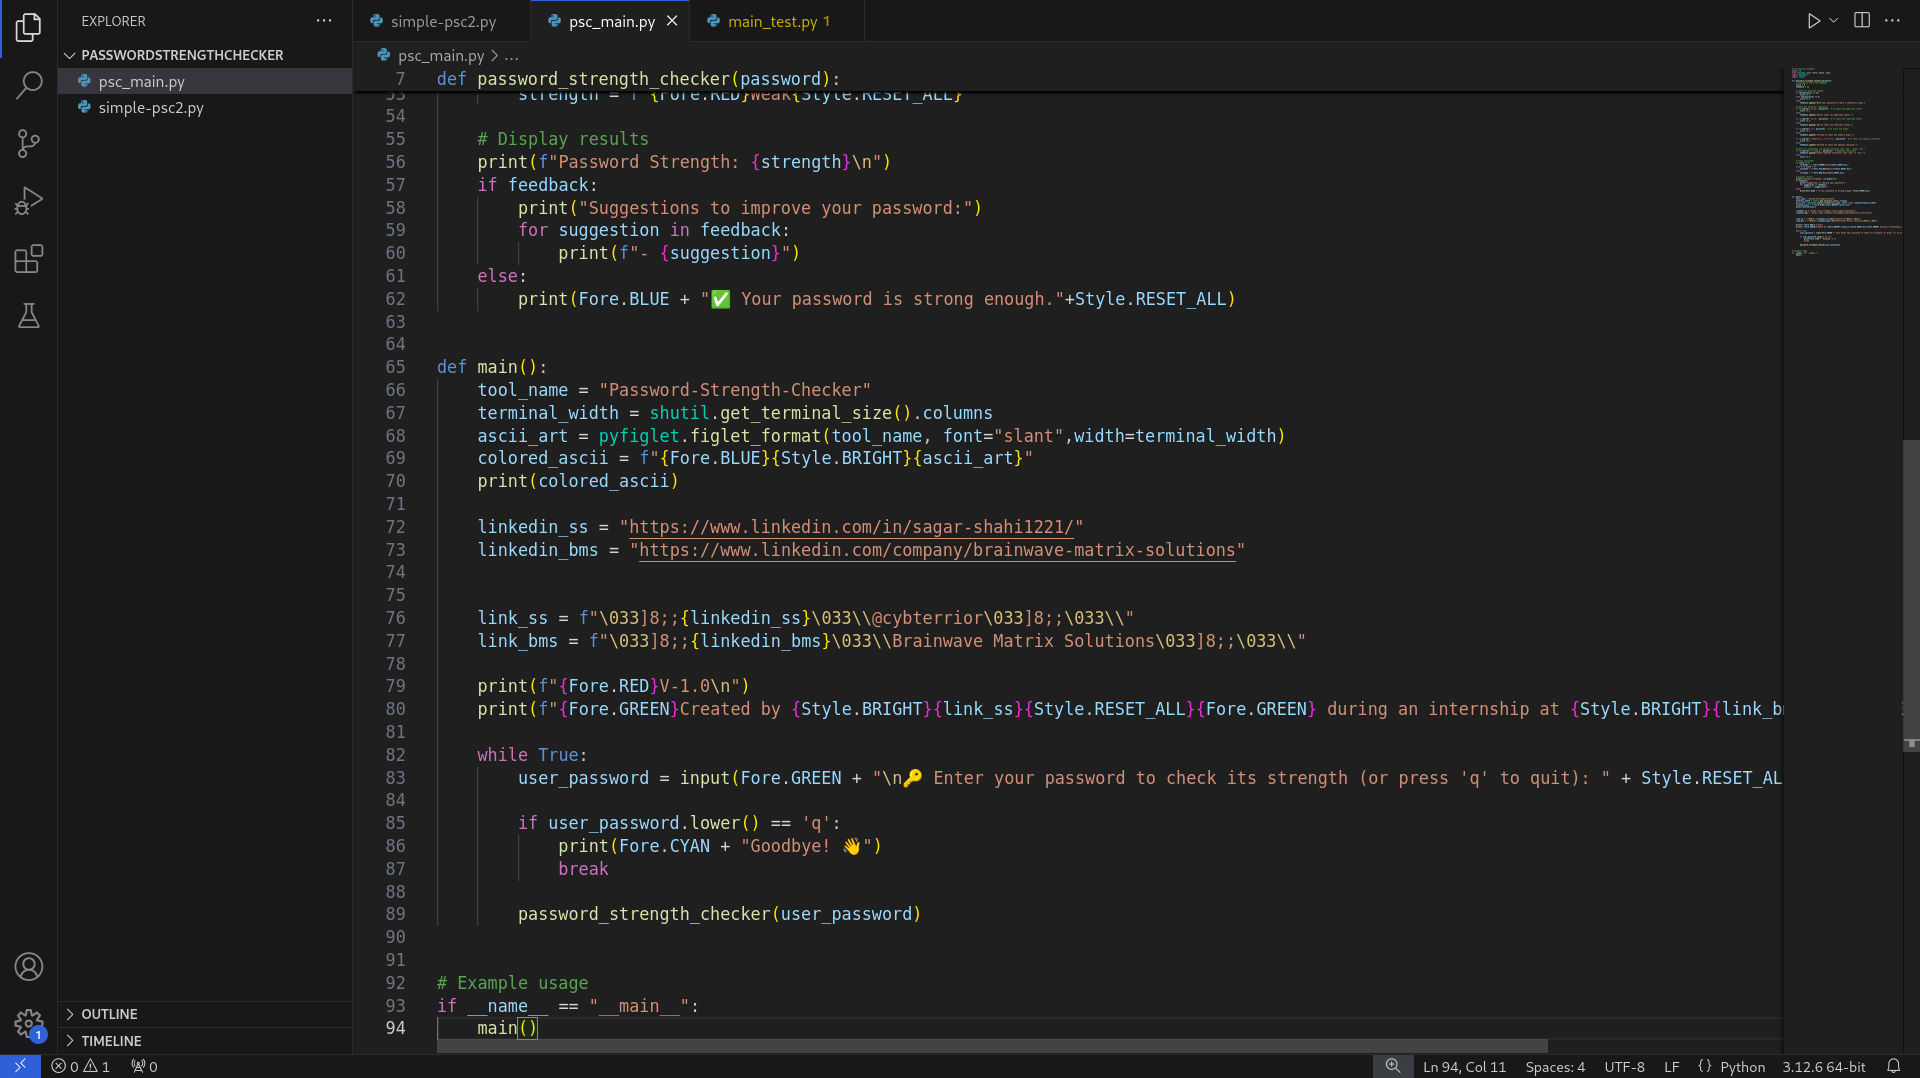 EXPLORER
PASSWORDSTRENGTHCHECKER
psc_main.py
simple-psc2.py
OUTLINE
TIMELINE
simple-psc2.py
psc_main.py
main_test.py 1
psc_main.py > ...
7 def password_strength_checker(password):
53 strength = f"{Fore.RED}Weak{Style.RESET_ALL}"
54
55 # Display results
56 print(f"Password Strength: {strength}\n")
57 if feedback:
58 print("Suggestions to improve your password:")
59 for suggestion in feedback:
60 print(f"- {suggestion}")
61 else:
62 print(Fore.BLUE + "✅ Your password is strong enough."+Style.RESET_ALL)
63
64
65 def main():
66 tool_name = "Password-Strength-Checker"
67 terminal_width = shutil.get_terminal_size().columns
68 ascii_art = pyfiglet.figlet_format(tool_name, font="slant",width=terminal_width)
69 colored_ascii = f"{Fore.BLUE}{Style.BRIGHT}{ascii_art}"
70 print(colored_ascii)
71
72 linkedin_ss = "https://www.linkedin.com/in/sagar-shahi1221/"
73 linkedin_bms = "https://www.linkedin.com/company/brainwave-matrix-solutions"
74
75
76 link_ss = f"\033]8;;{linkedin_ss}\033\\@cybterrior\033]8;;\033\\"
77 link_bms = f"\033]8;;{linkedin_bms}\033\\Brainwave Matrix Solutions\033]8;;\033\\"
78
79 print(f"{Fore.RED}V-1.0\n")
80 print(f"{Fore.GREEN}Created by {Style.BRIGHT}{link_ss}{Style.RESET_ALL}{Fore.GREEN} during an internship at {Style.BRIGHT}{link_b
81
82 while True:
83 user_password = input(Fore.GREEN + "\n🔑 Enter your password to check its strength (or press 'q' to quit): " + Style.RESET_AL
84
85 if user_password.lower() == 'q':
86 print(Fore.CYAN + "Goodbye! 👋")
87 break
88
89 password_strength_checker(user_password)
90
91
92 # Example usage
93 if __name__ == "__main__":
94 main()
1
0 1 0
Ln 94, Col 11 Spaces: 4 UTF-8 LF {} Python 3.12.6 64-bit